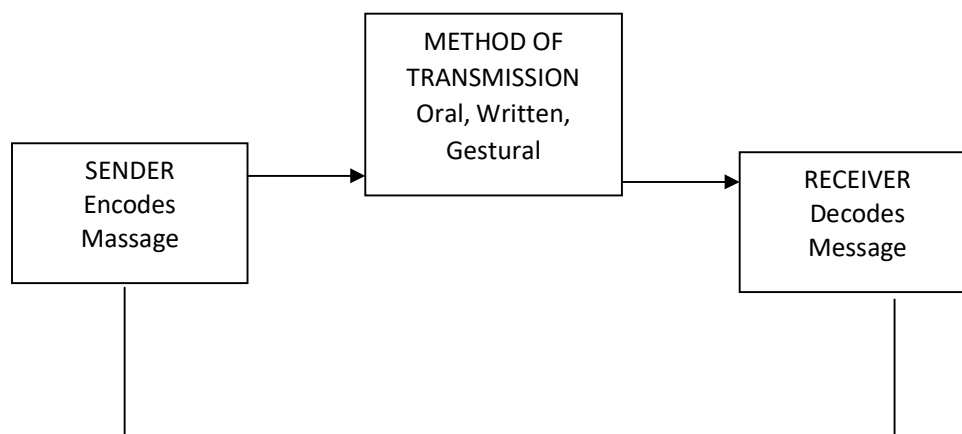 METHOD OF
TRANSMISSION
Oral, Written,
Gestural
SENDER
Encodes
Massage
RECEIVER
Decodes
Message